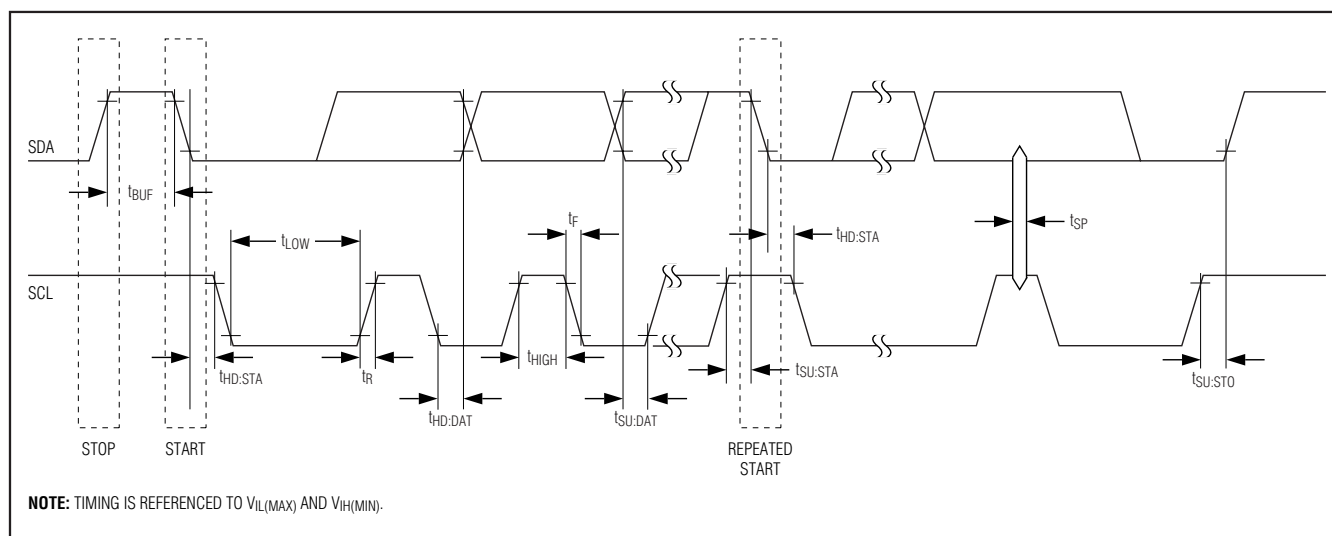 SDA
tBUF
tF
tSP
tLOW
tHD:STA
SCL
tHD:STA
tR
tHIGH
tSU:STA
tSU:STO
tHD:DAT
tSU:DAT
STOP
START
REPEATED
START
NOTE: TIMING IS REFERENCED TO VIL(MAX) AND VIH(MIN).